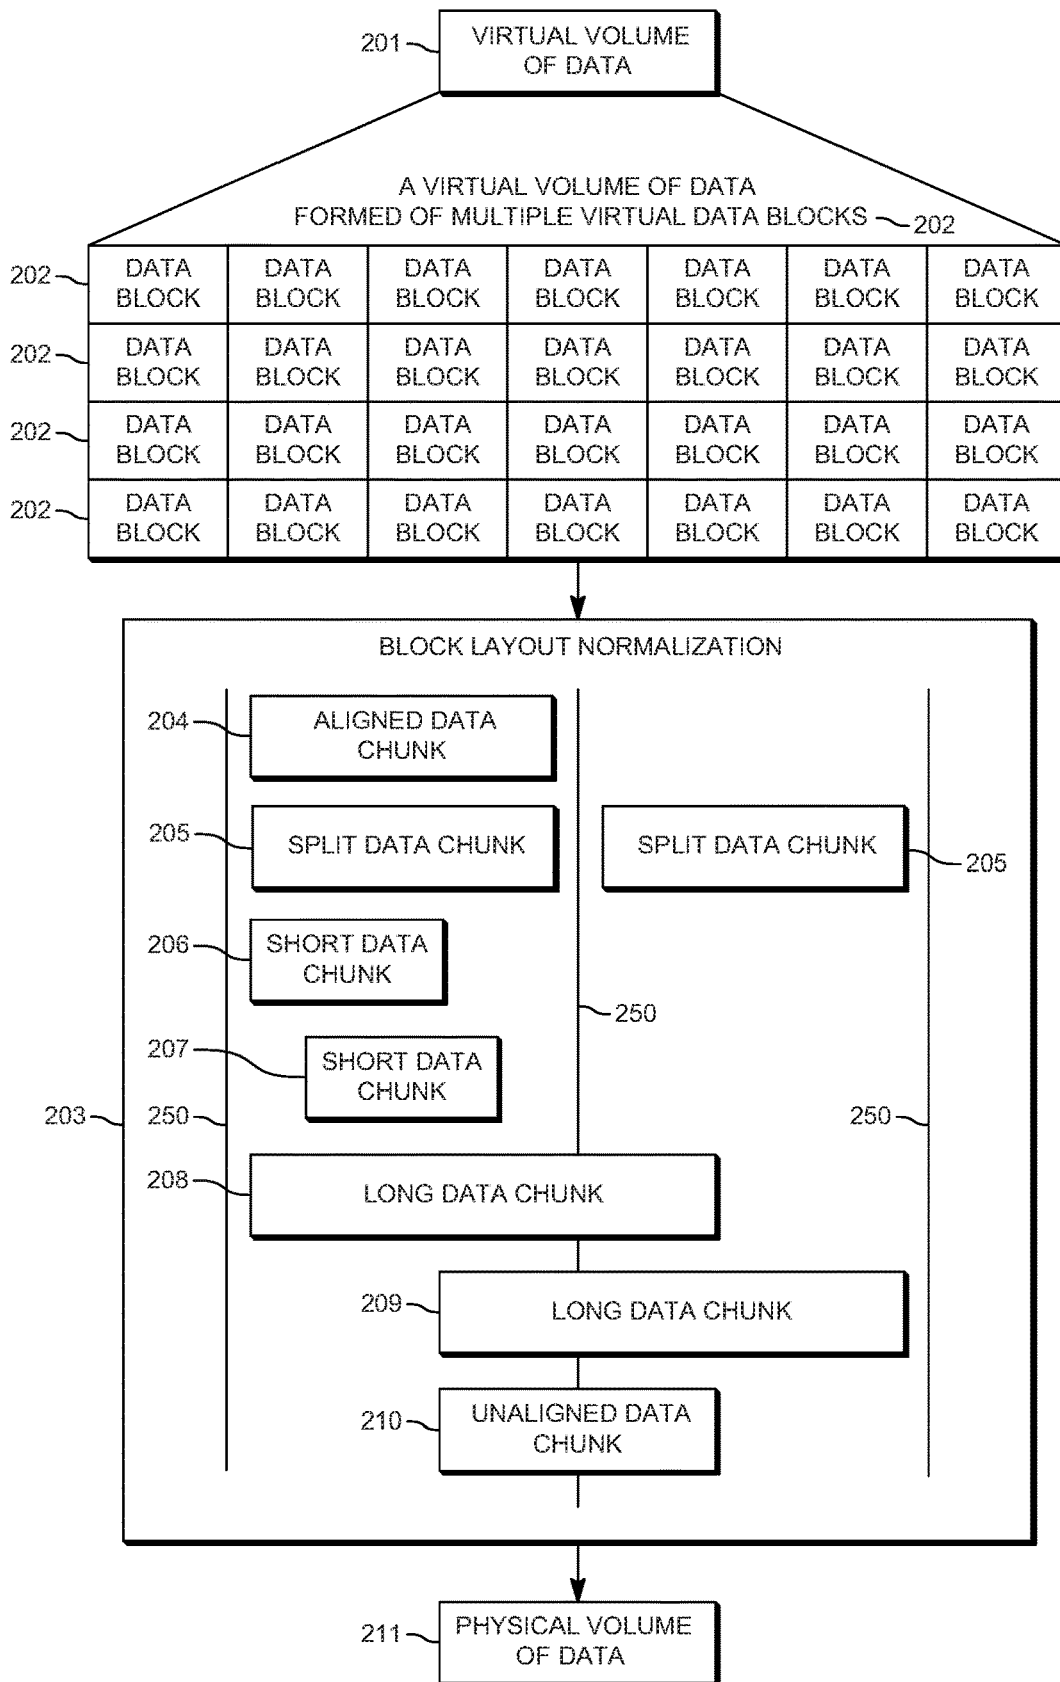 201
VIRTUAL VOLUME
OF DATA
A VIRTUAL VOLUME OF DATA
FORMED OF MULTIPLE VIRTUAL DATA BLOCKS
202
202
DATA BLOCK
DATA BLOCK
DATA BLOCK
DATA BLOCK
DATA BLOCK
DATA BLOCK
DATA BLOCK
202
DATA BLOCK
DATA BLOCK
DATA BLOCK
DATA BLOCK
DATA BLOCK
DATA BLOCK
DATA BLOCK
202
DATA BLOCK
DATA BLOCK
DATA BLOCK
DATA BLOCK
DATA BLOCK
DATA BLOCK
DATA BLOCK
202
DATA BLOCK
DATA BLOCK
DATA BLOCK
DATA BLOCK
DATA BLOCK
DATA BLOCK
DATA BLOCK
BLOCK LAYOUT NORMALIZATION
204
ALIGNED DATA
CHUNK
205
SPLIT DATA CHUNK
SPLIT DATA CHUNK
205
206
SHORT DATA
CHUNK
250
207
SHORT DATA
CHUNK
203
250
250
208
LONG DATA CHUNK
209
LONG DATA CHUNK
210
UNALIGNED DATA
CHUNK
211
PHYSICAL VOLUME
OF DATA